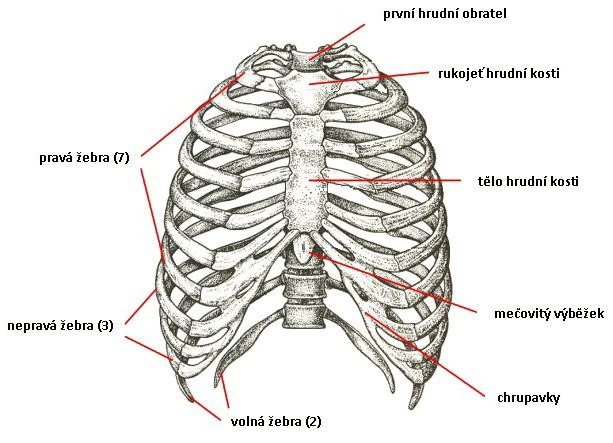 první hrudní obratel
rukojeť hrudní kosti
pravá žebra (7)
tělo hrudní kosti
mečovitý výběžek
nepravá žebra (3)
chrupavky
volná žebra (2)